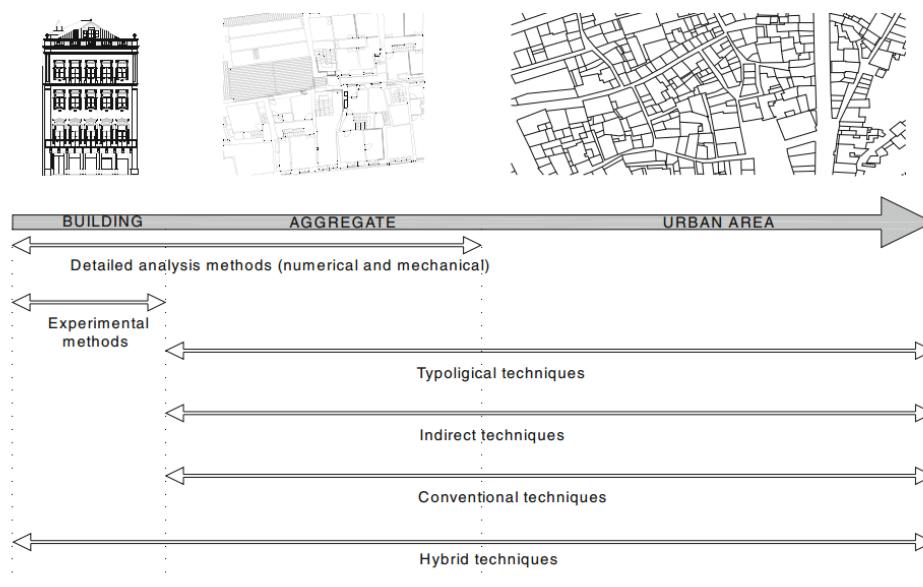 BUILDING AGGREGATE URBAN AREA
Detailed analysis methods (numerical and mechanical)
Experimental
methods
Typoligical techniques
Indirect techniques
Conventional techniques
Hybrid techniques